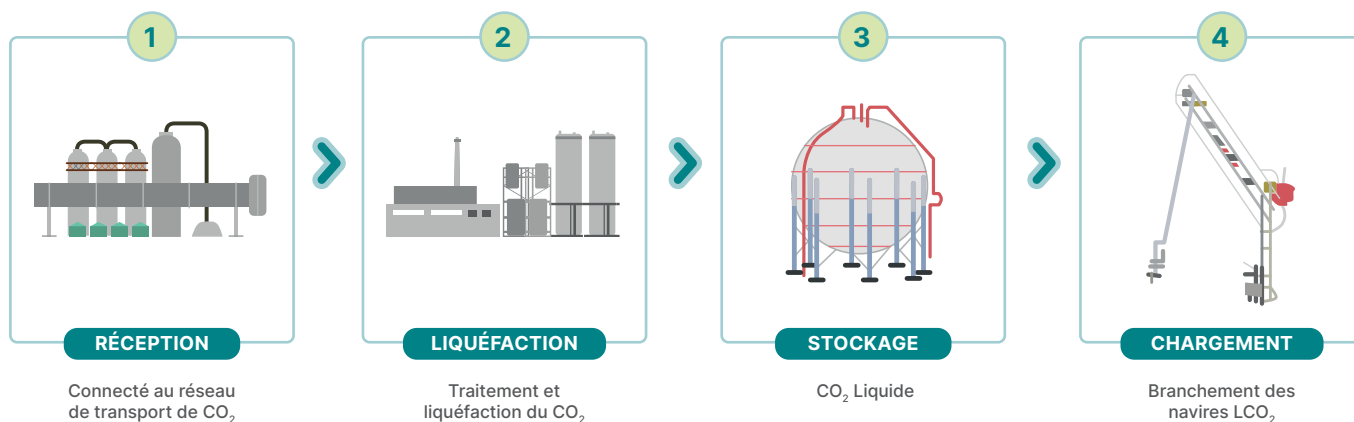 1
RÉCEPTION
Connecté au réseau
de transport de CO₂
2
LIQUÉFACTION
Traitement et
liquéfaction du CO₂
3
STOCKAGE
CO₂ Liquide
4
CHARGEMENT
Branchement des
navires LCO₂